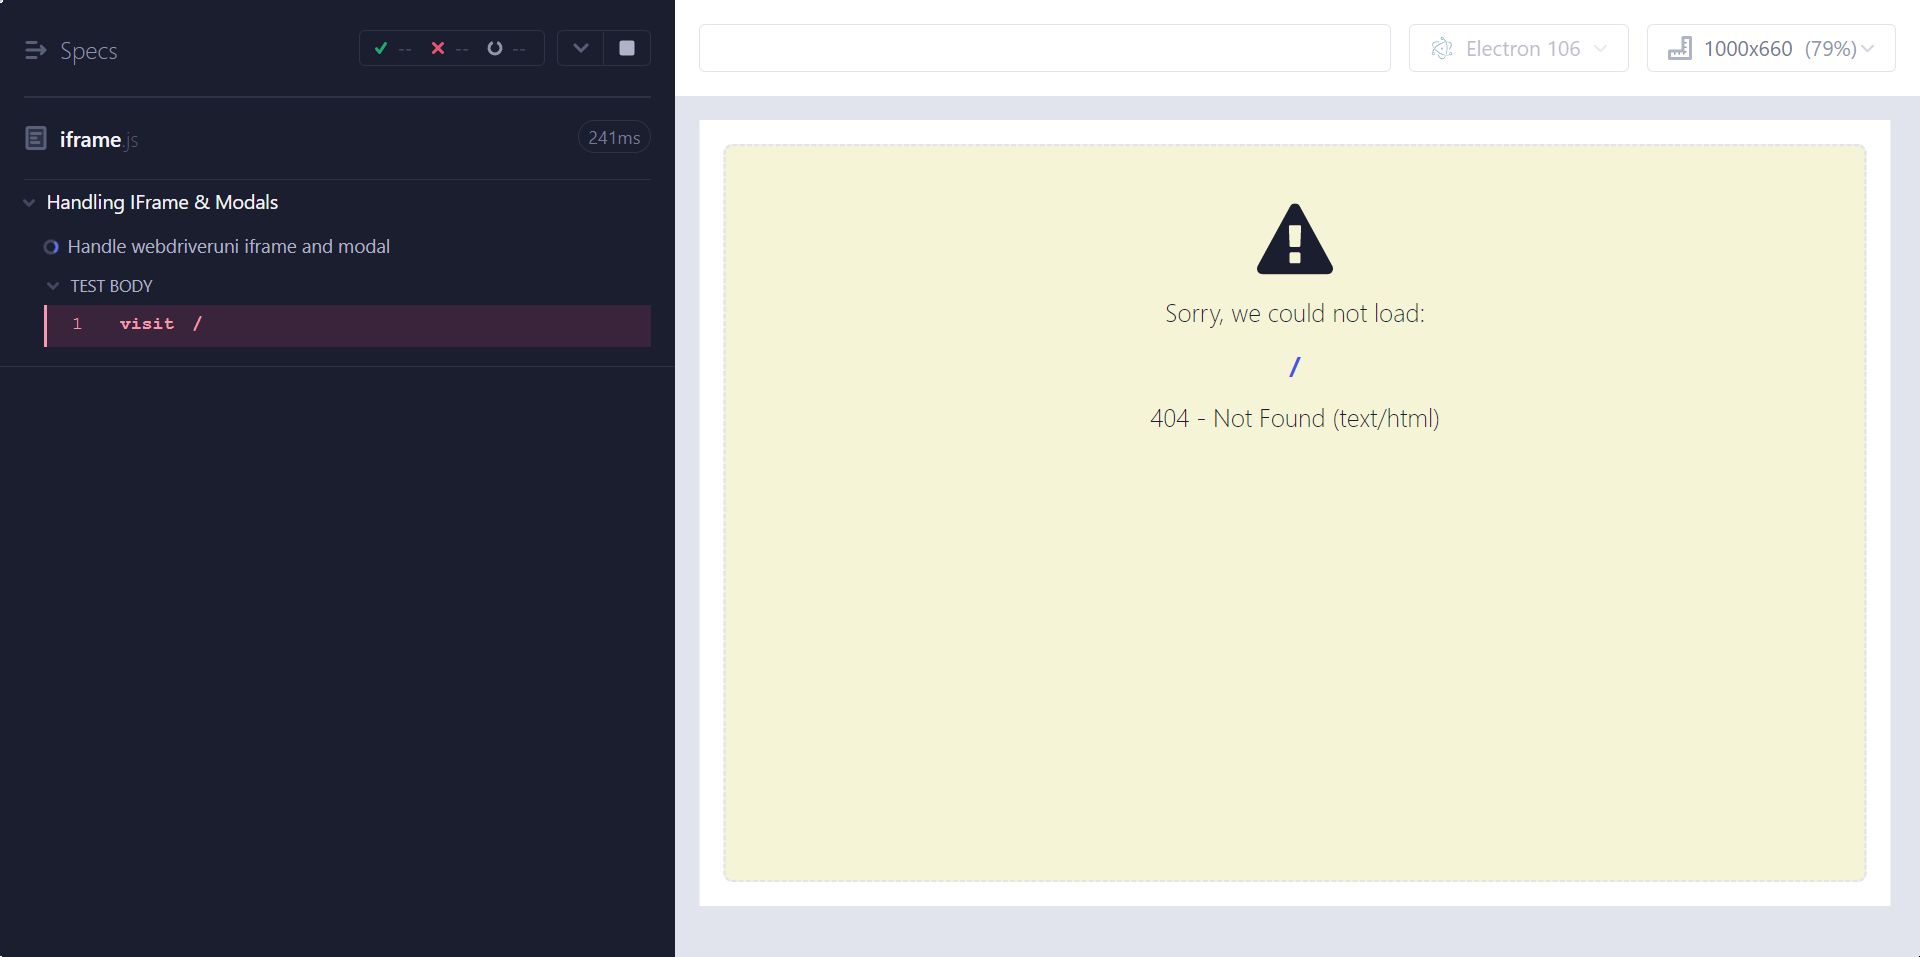 Specs
-- -- --
iframe.js
241ms
Handling IFrame & Modals
Handle webdriveruni iframe and modal
TEST BODY
1 visit /
Electron 106
1000x660 (79%)
Sorry, we could not load:
/
404 - Not Found (text/html)